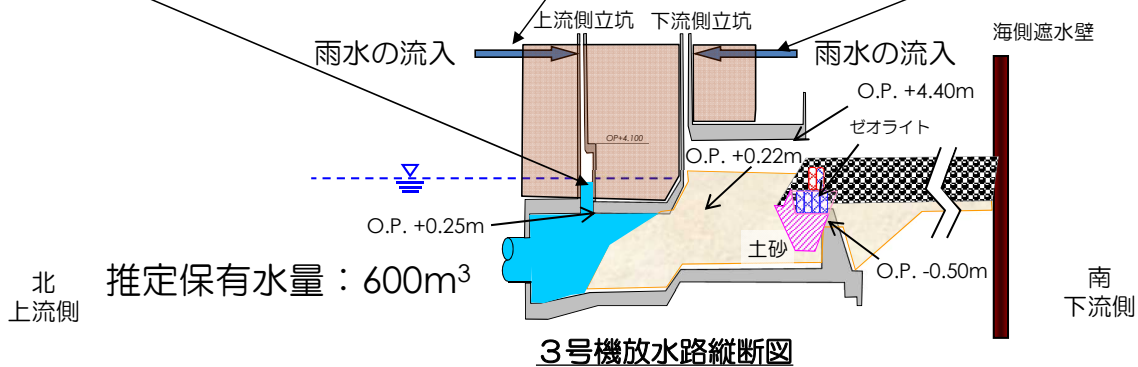 上流側立坑 下流側立坑
海側遮水壁
雨水の流入
雨水の流入
O.P. +4.40m
ゼオライト
OP+4.100
O.P. +0.22m
O.P. +0.25m
土砂
O.P. -0.50m
北
上流側
推定保有水量：600m³
南
下流側
３号機放水路縦断図